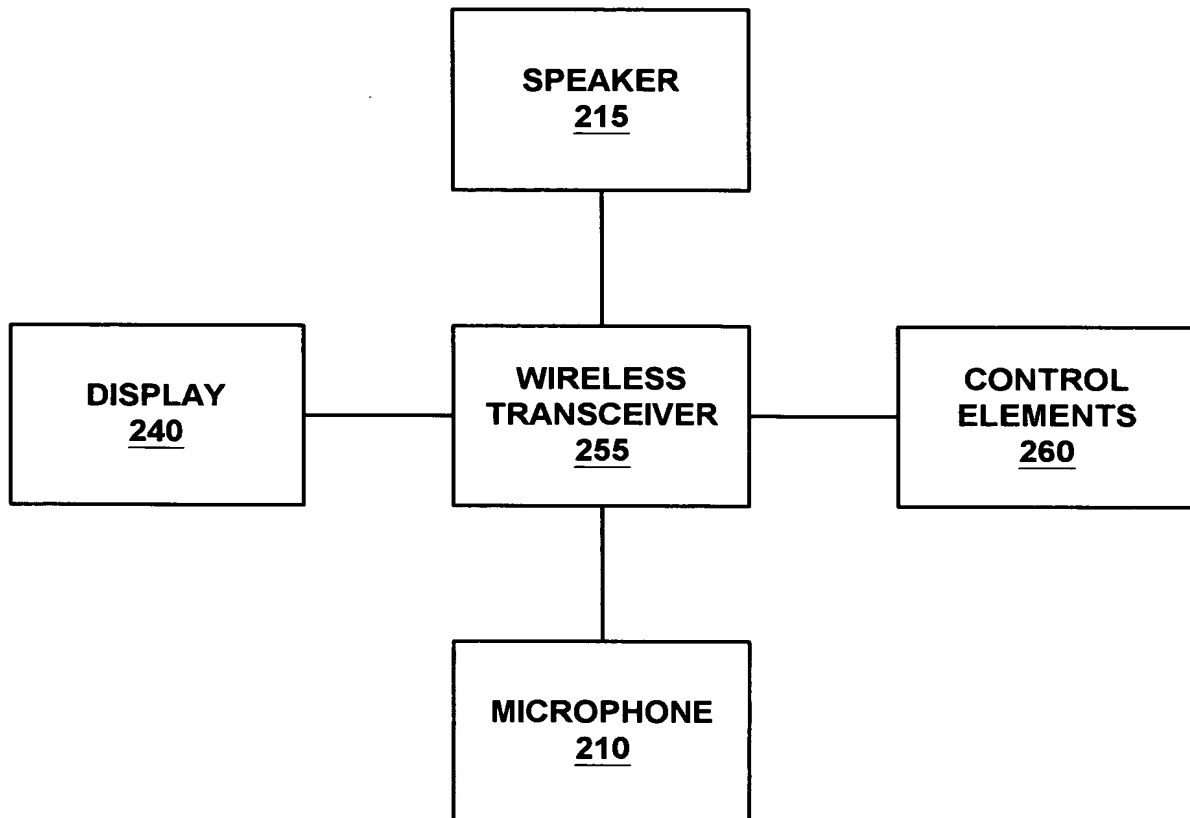 SPEAKER
215
DISPLAY
240
WIRELESS
TRANSCEIVER
255
CONTROL
ELEMENTS
260
MICROPHONE
210